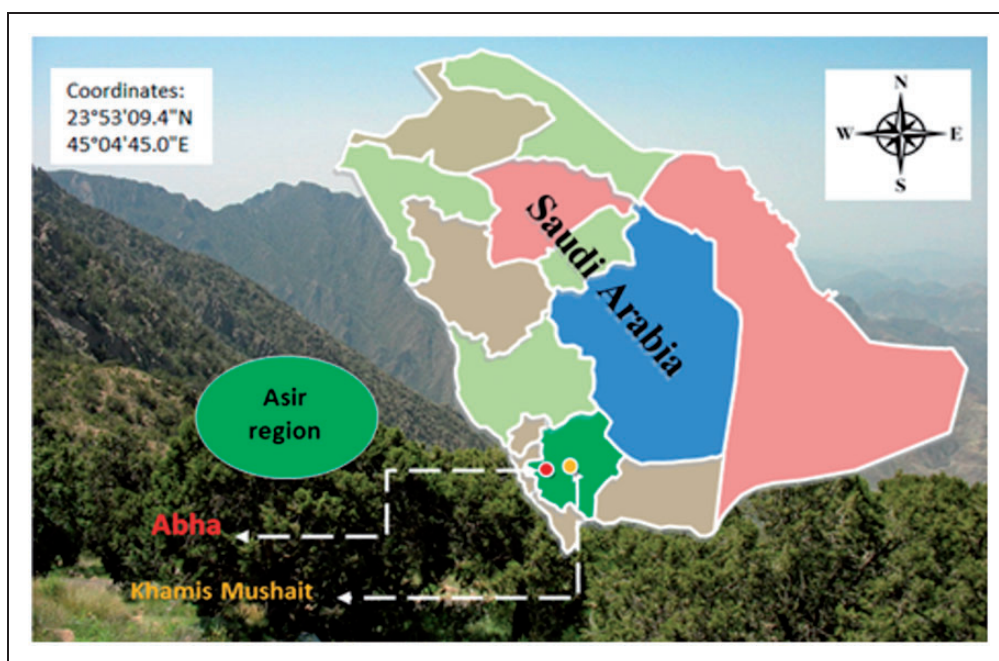 Coordinates:
23°53'09.4"N
45°04'45.0"E
N
W E
S
Saudi Arabia
Asir
region
Abha
Khamis Mushait